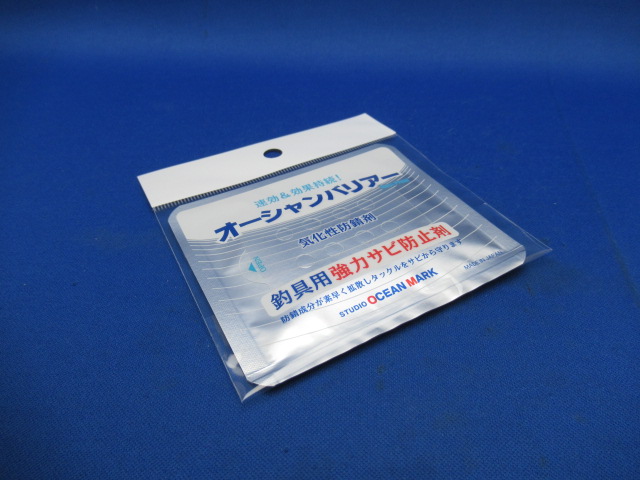 速効&効果持続!
オーシャンバリアー
気化性防錆剤
釣具用強力サビ防止剤
防錆成分が素早く拡散しタックルをサビから守ります
STUDIO OCEAN MARK
MADE IN JAPAN